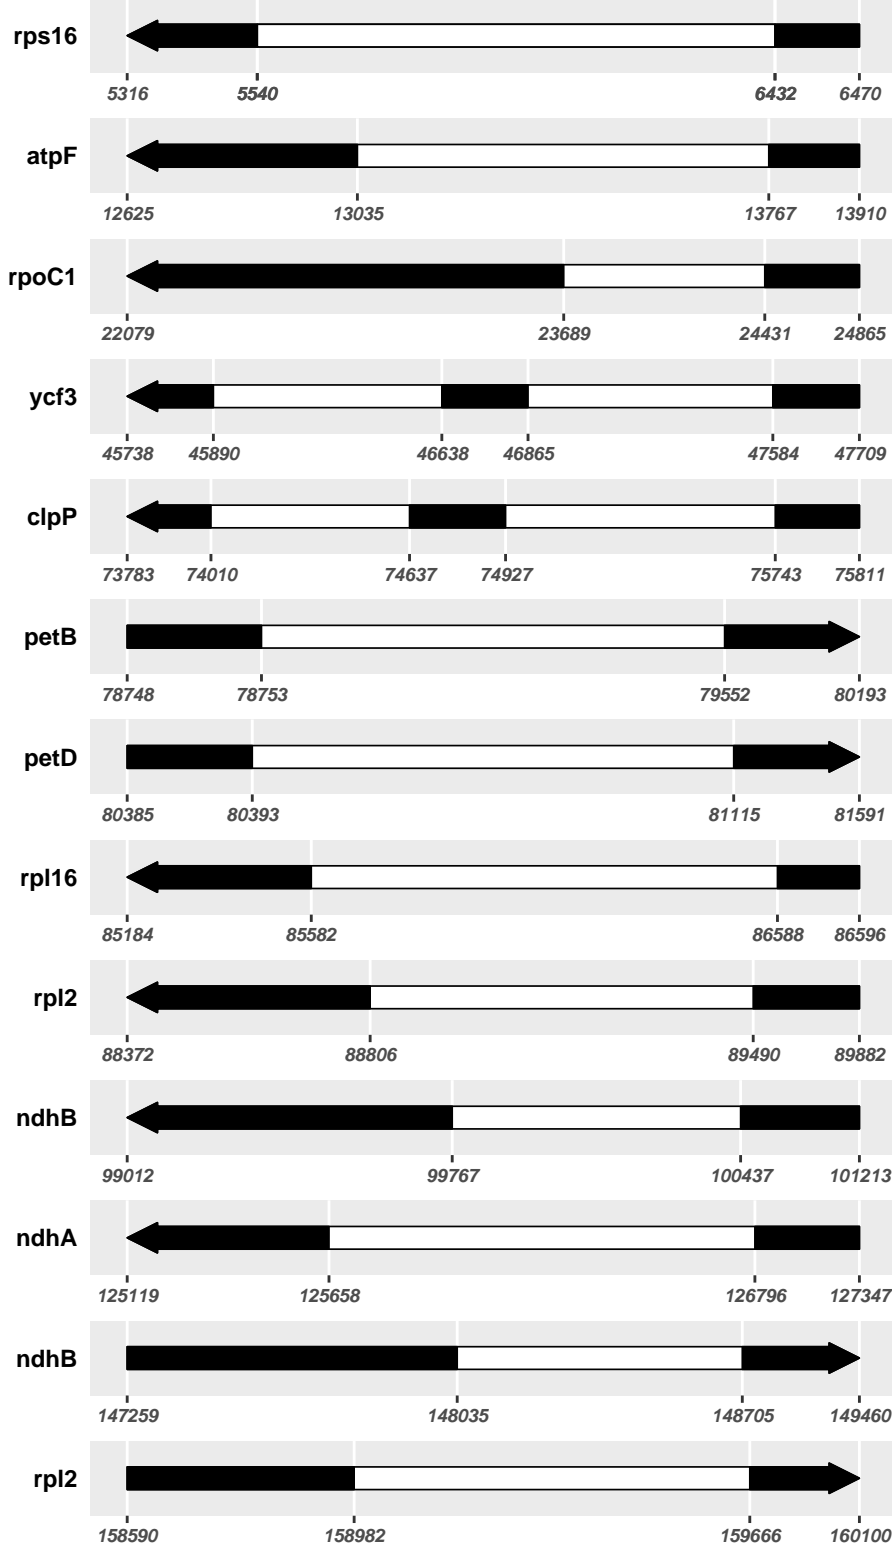 rps16
5316 5540 6432 6470
atpF
12625 13035 13767 13910
rpoC1
22079 23689 24431 24865
ycf3
45738 45890 46638 46865 47584 47709
clpP
73783 74010 74637 74927 75743 75811
petB
78748 78753 79552 80193
petD
80385 80393 81115 81591
rpl16
85184 85582 86588 86596
rpl2
88372 88806 89490 89882
ndhB
99012 99767 100437 101213
ndhA
125119 125658 126796 127347
ndhB
147259 148035 148705 149460
rpl2
158590 158982 159666 160100